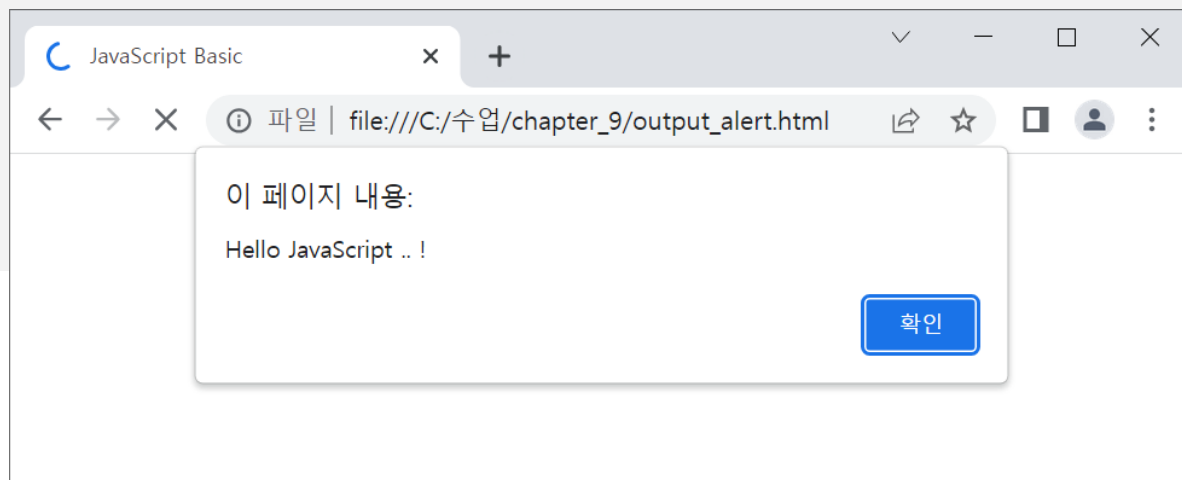 JavaScript Basic
파일 file:///C:/수업/chapter_9/output_alert.html
이 페이지 내용:
Hello JavaScript .. !
확인